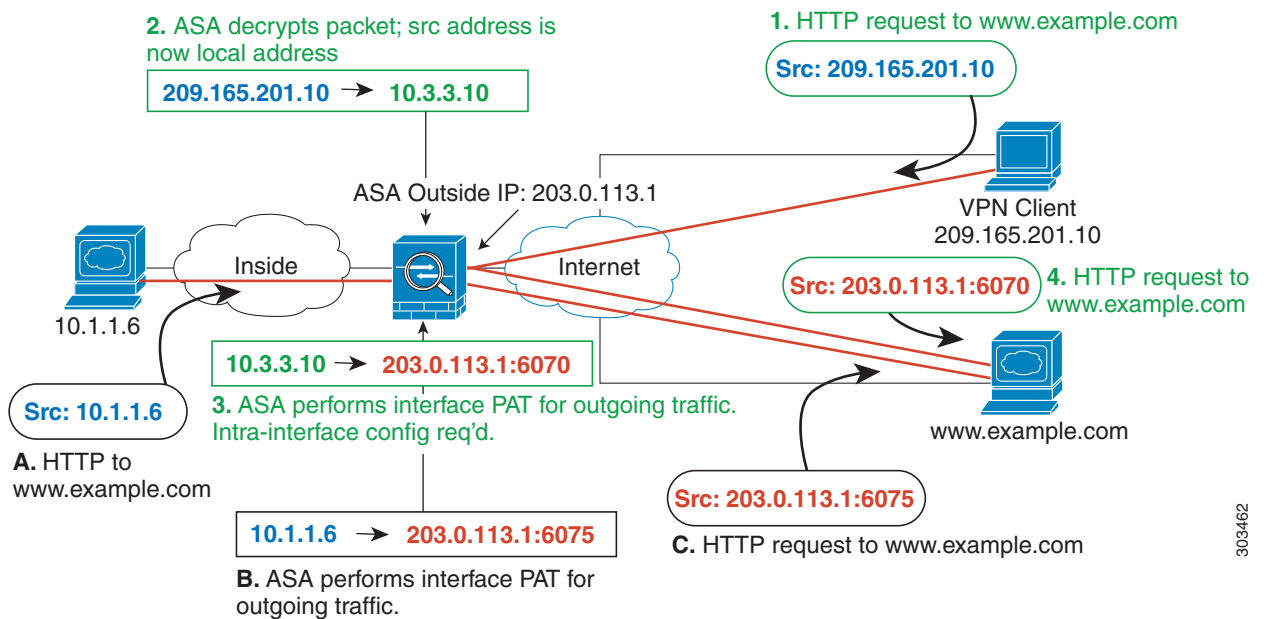 2. ASA decrypts packet; src address is
now local address
209.165.201.10 → 10.3.3.10
1. HTTP request to www.example.com
Src: 209.165.201.10
ASA Outside IP: 203.0.113.1
VPN Client
209.165.201.10
Inside
Internet
10.1.1.6
Src: 203.0.113.1:6070
4. HTTP request to
www.example.com
10.3.3.10 → 203.0.113.1:6070
3. ASA performs interface PAT for outgoing traffic.
Intra-interface config req'd.
Src: 10.1.1.6
A. HTTP to
www.example.com
www.example.com
Src: 203.0.113.1:6075
C. HTTP request to www.example.com
10.1.1.6 → 203.0.113.1:6075
B. ASA performs interface PAT for
outgoing traffic.
303462